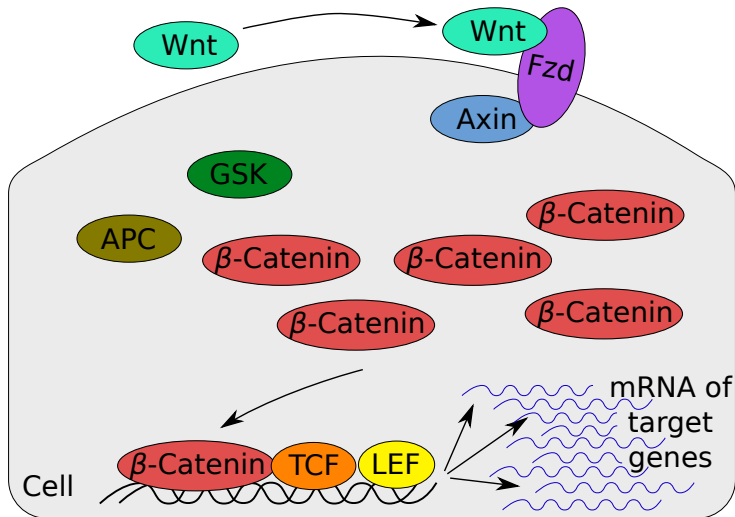 Wnt
Wnt
Fzd
Axin
GSK
APC
β-Catenin
β-Catenin
β-Catenin
β-Catenin
β-Catenin
mRNA of
target
genes
β-Catenin
TCF
LEF
Cell